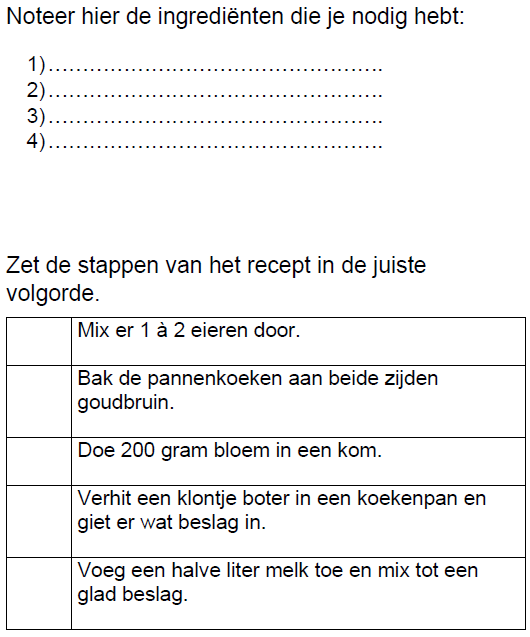 Noteer hier de ingrediënten die je nodig hebt:
1)……………………………………………….
2)……………………………………………….
3)……………………………………………….
4)……………………………………………….
Zet de stappen van het recept in de juiste
volgorde.
Mix er 1 à 2 eieren door.
Bak de pannenkoeken aan beide zijden
goudbruin.
Doe 200 gram bloem in een kom.
Verhit een klontje boter in een koekenpan en
giet er wat beslag in.
Voeg een halve liter melk toe en mix tot een
glad beslag.